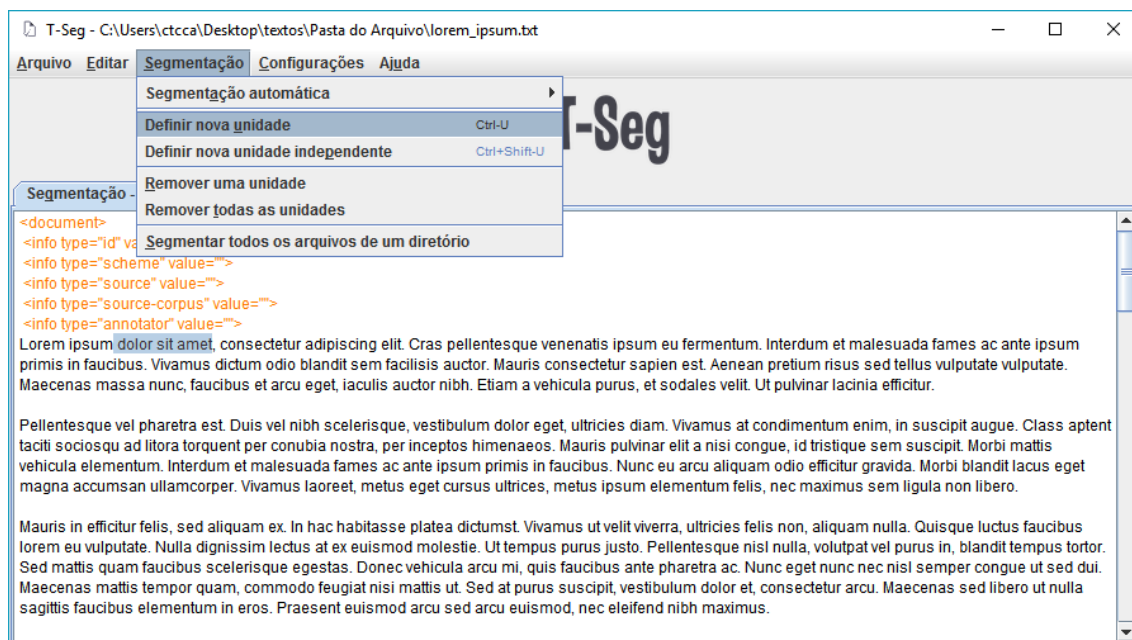 T-Seg - C:\Users\ctcca\Desktop\textos\Pasta do Arquivo\lorem_ipsum.txt
Arquivo Editar Segmentação Configurações Ajuda
Segmentação automática
Definir nova unidade Ctrl-U
Definir nova unidade independente Ctrl+Shift-U
Remover uma unidade
Remover todas as unidades
Segmentar todos os arquivos de um diretório
T-Seg
Segmentação -
<document>
<info type="id" va
<info type="scheme" value="">
<info type="source" value="">
<info type="source-corpus" value="">
<info type="annotator" value="">
Lorem ipsum dolor sit amet, consectetur adipiscing elit. Cras pellentesque venenatis ipsum eu fermentum. Interdum et malesuada fames ac ante ipsum
primis in faucibus. Vivamus dictum odio blandit sem facilisis auctor. Mauris consectetur sapien est. Aenean pretium risus sed tellus vulputate vulputate.
Maecenas massa nunc, faucibus et arcu eget, iaculis auctor nibh. Etiam a vehicula purus, et sodales velit. Ut pulvinar lacinia efficitur.
Pellentesque vel pharetra est. Duis vel nibh scelerisque, vestibulum dolor eget, ultricies diam. Vivamus at condimentum enim, in suscipit augue. Class aptent
taciti sociosqu ad litora torquent per conubia nostra, per inceptos himenaeos. Mauris pulvinar elit a nisi congue, id tristique sem suscipit. Morbi mattis
vehicula elementum. Interdum et malesuada fames ac ante ipsum primis in faucibus. Nunc eu arcu aliquam odio efficitur gravida. Morbi blandit lacus eget
magna accumsan ullamcorper. Vivamus laoreet, metus eget cursus ultrices, metus ipsum elementum felis, nec maximus sem ligula non libero.
Mauris in efficitur felis, sed aliquam ex. In hac habitasse platea dictumst. Vivamus ut velit viverra, ultricies felis non, aliquam nulla. Quisque luctus faucibus
lorem eu vulputate. Nulla dignissim lectus at ex euismod molestie. Ut tempus purus justo. Pellentesque nisl nulla, volutpat vel purus in, blandit tempus tortor.
Sed mattis quam faucibus scelerisque egestas. Donec vehicula arcu mi, quis faucibus ante pharetra ac. Nunc eget nunc nec nisl semper congue ut sed dui.
Maecenas mattis tempor quam, commodo feugiat nisi mattis ut. Sed at purus suscipit, vestibulum dolor et, consectetur arcu. Maecenas sed libero ut nulla
sagittis faucibus elementum in eros. Praesent euismod arcu sed arcu euismod, nec eleifend nibh maximus.